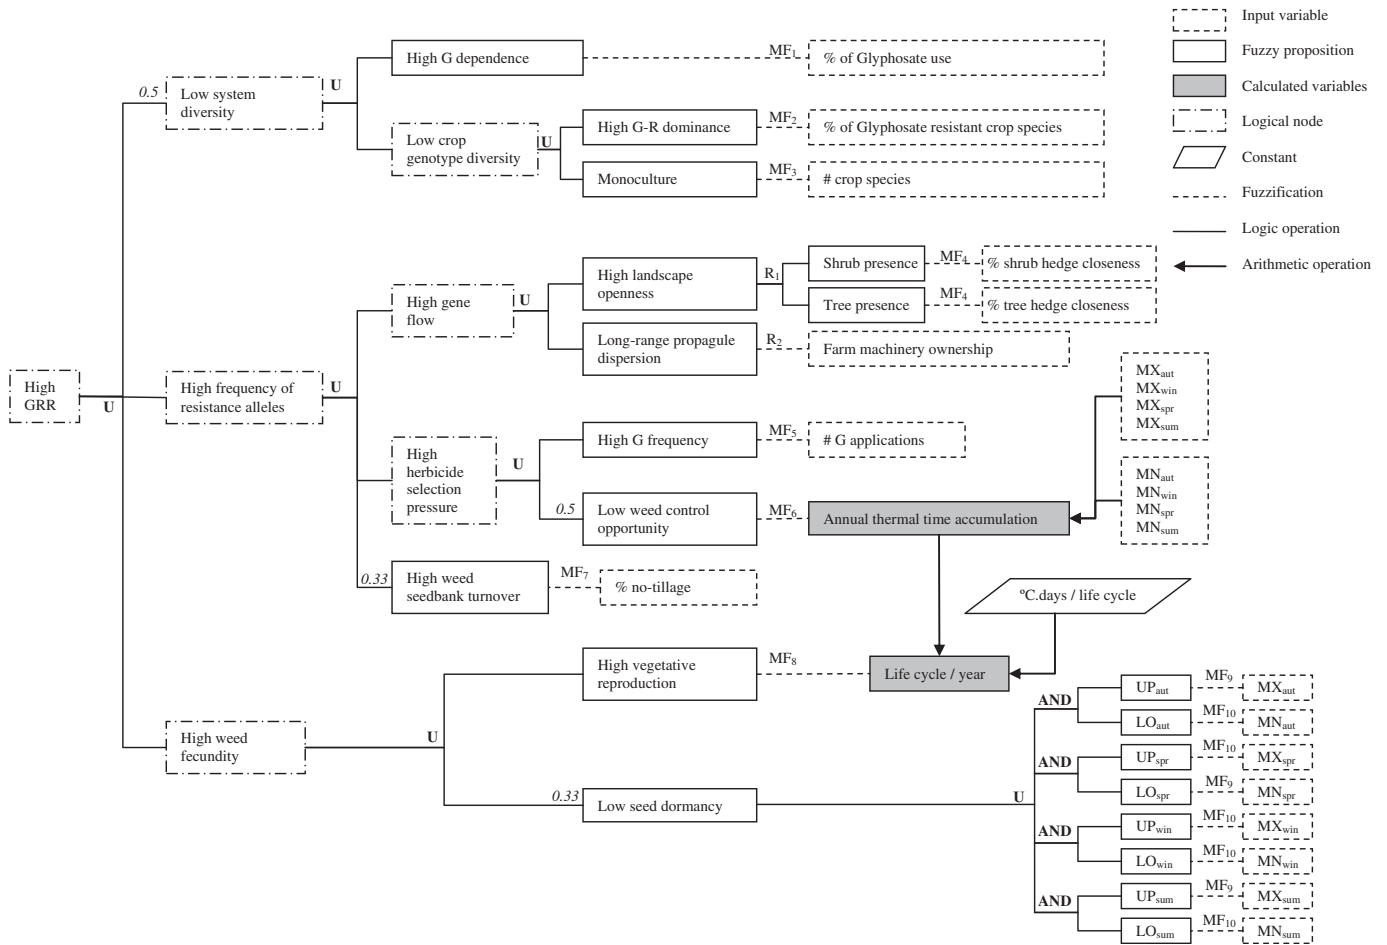 Input variable
Fuzzy proposition
Calculated variables
Logical node
Constant
Fuzzification
Logic operation
Arithmetic operation
High
GRR
U
0.5
Low system
diversity
U
High G dependence
MF1
% of Glyphosate use
Low crop
genotype diversity
U
High G-R dominance
MF2
% of Glyphosate resistant crop species
Monoculture
MF3
# crop species
High frequency of
resistance alleles
U
High gene
flow
U
High landscape
openness
R1
Shrub presence
MF4
% shrub hedge closeness
Tree presence
MF4
% tree hedge closeness
Long-range propagule
dispersion
R2
Farm machinery ownership
High
herbicide
selection
pressure
U
High G frequency
MF5
# G applications
0.5
Low weed control
opportunity
MF6
Annual thermal time accumulation
MXaut
MXwin
MXspr
MXsum
MNaut
MNwin
MNspr
MNsum
0.33
High weed
seedbank turnover
MF7
% no-tillage
ºC.days / life cycle
High weed
fecundity
U
High vegetative
reproduction
MF8
Life cycle / year
0.33
Low seed dormancy
U
AND
UPaut
MF9
MXaut
LOaut
MF10
MNaut
AND
UPspr
MF10
MXspr
LOspr
MF9
MNspr
AND
UPwin
MF10
MXwin
LOwin
MF10
MNwin
AND
UPsum
MF9
MXsum
LOsum
MF10
MNsum